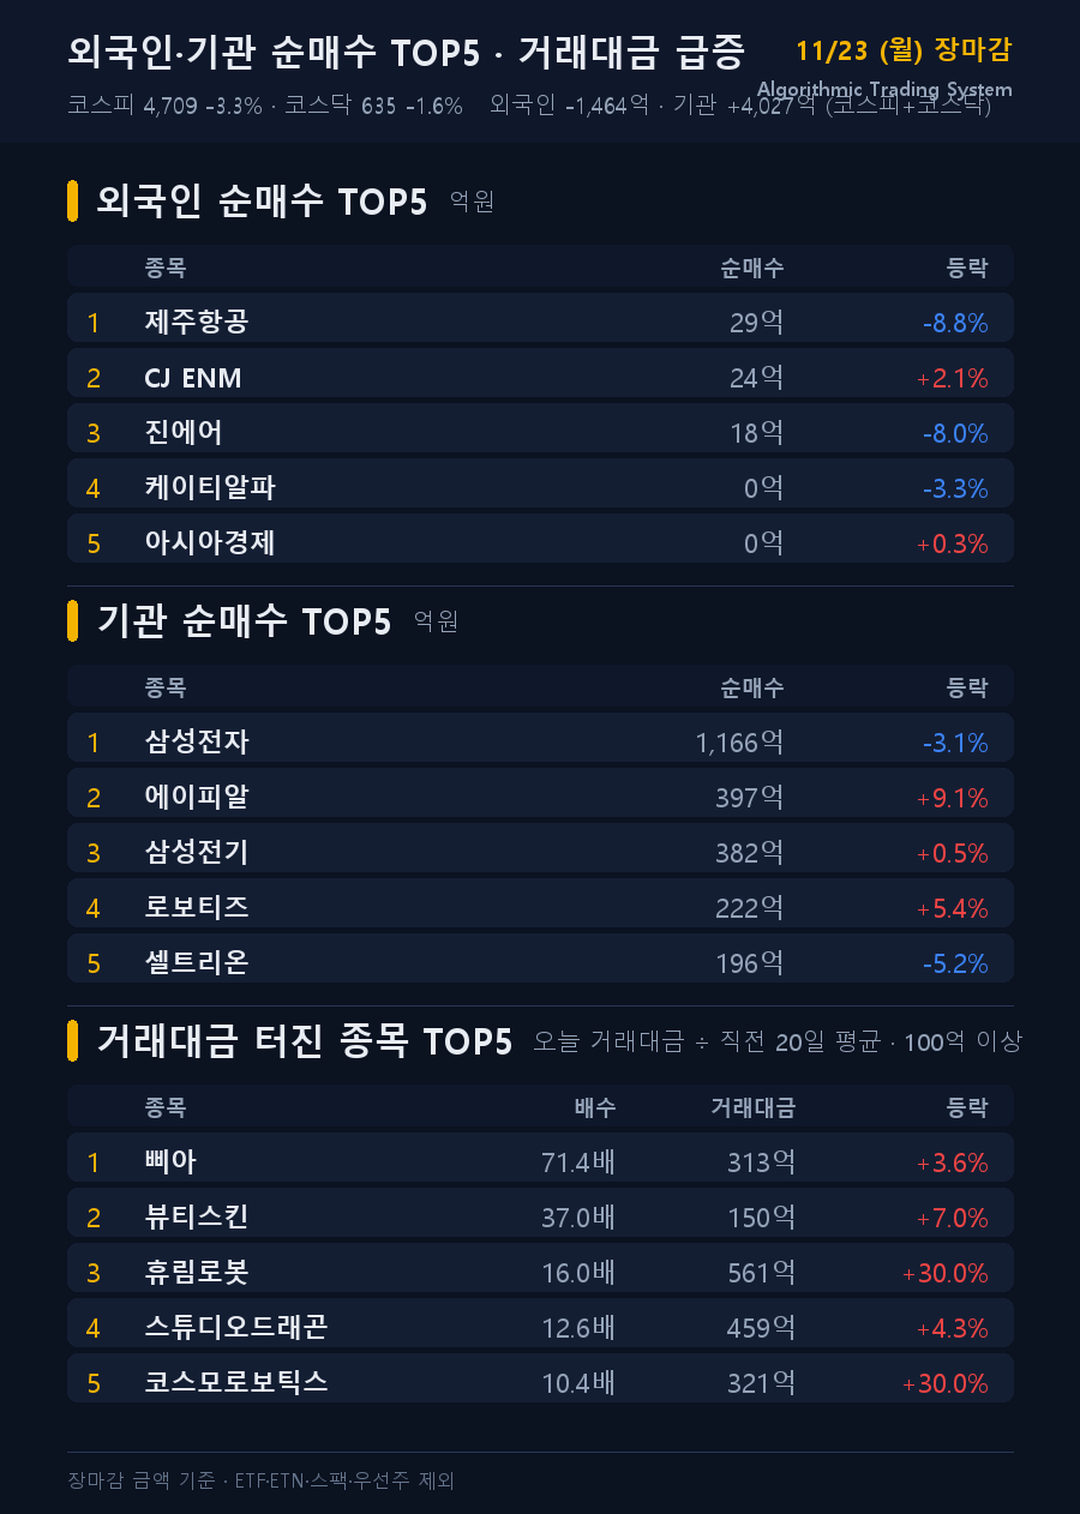 외국인·기관 순매수 TOP5 · 거래대금 급증
11/23 (월) 장마감
Algorithmic Trading System
코스피 4,709 -3.3% · 코스닥 635 -1.6% 외국인 -1,464억 · 기관 +4,027억 (코스피+코스닥)
외국인 순매수 TOP5 억원
종목 순매수 등락
1 제주항공 29억 -8.8%
2 CJ ENM 24억 +2.1%
3 진에어 18억 -8.0%
4 케이티알파 0억 -3.3%
5 아시아경제 0억 +0.3%
기관 순매수 TOP5 억원
종목 순매수 등락
1 삼성전자 1,166억 -3.1%
2 에이피알 397억 +9.1%
3 삼성전기 382억 +0.5%
4 로보티즈 222억 +5.4%
5 셀트리온 196억 -5.2%
거래대금 터진 종목 TOP5 오늘 거래대금 ÷ 직전 20일 평균 · 100억 이상
종목 배수 거래대금 등락
1 삐아 71.4배 313억 +3.6%
2 뷰티스킨 37.0배 150억 +7.0%
3 휴림로봇 16.0배 561억 +30.0%
4 스튜디오드래곤 12.6배 459억 +4.3%
5 코스모로보틱스 10.4배 321억 +30.0%
장마감 금액 기준 · ETF·ETN·스팩·우선주 제외